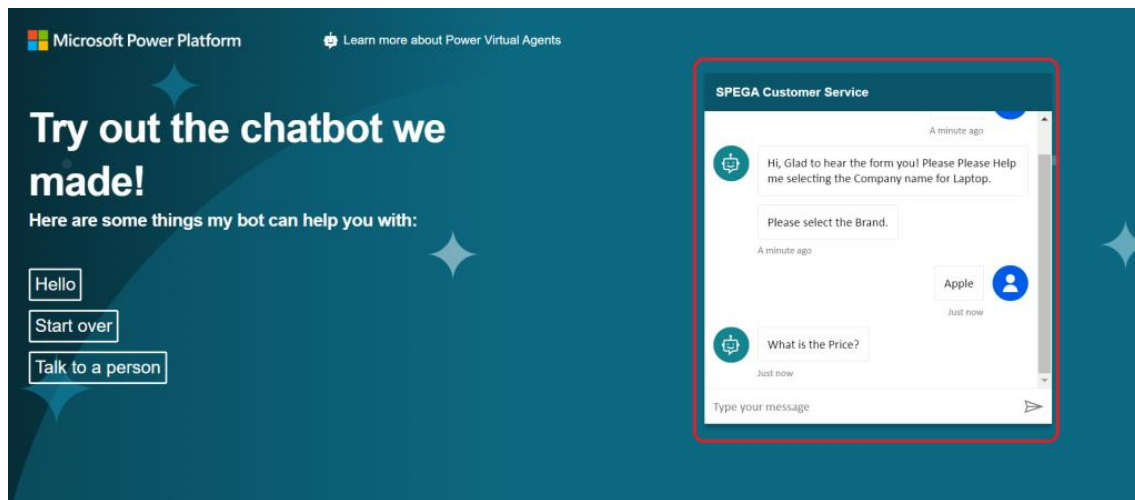 Microsoft Power Platform
Learn more about Power Virtual Agents
Try out the chatbot we
made!
Here are some things my bot can help you with:
Hello
Start over
Talk to a person
SPEGA Customer Service
A minute ago
Hi, Glad to hear the form you! Please Please Help
me selecting the Company name for Laptop.
Please select the Brand.
A minute ago
Apple
Just now
What is the Price?
Just now
Type your message